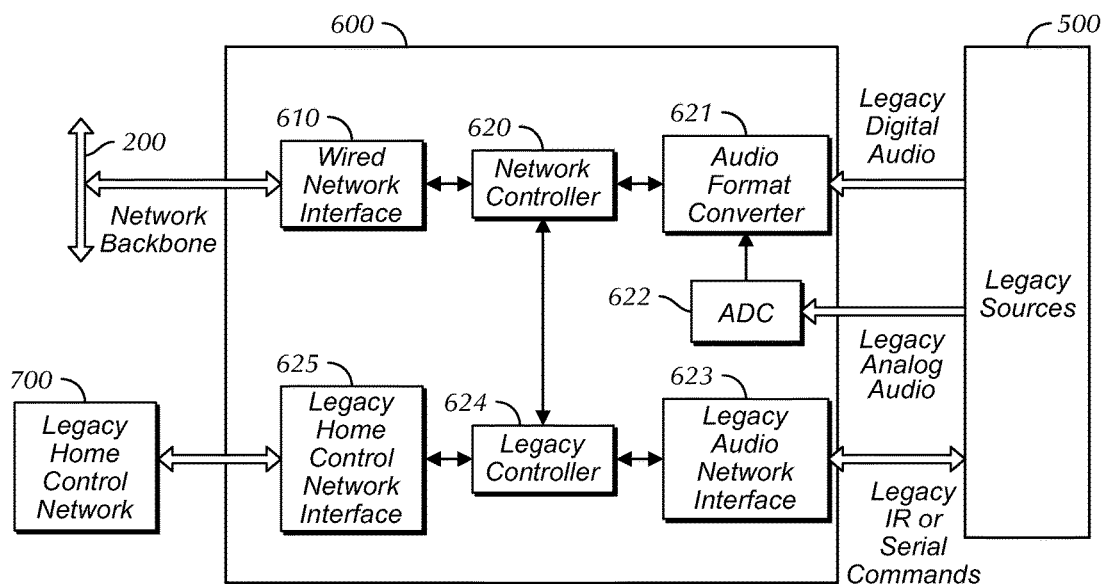 600
500
200
Network
Backbone
610
Wired
Network
Interface
620
Network
Controller
621
Audio
Format
Converter
Legacy
Digital
Audio
622
ADC
Legacy
Analog
Audio
Legacy
Sources
700
Legacy
Home
Control
Network
625
Legacy
Home
Control
Network
Interface
624
Legacy
Controller
623
Legacy
Audio
Network
Interface
Legacy
IR or
Serial
Commands